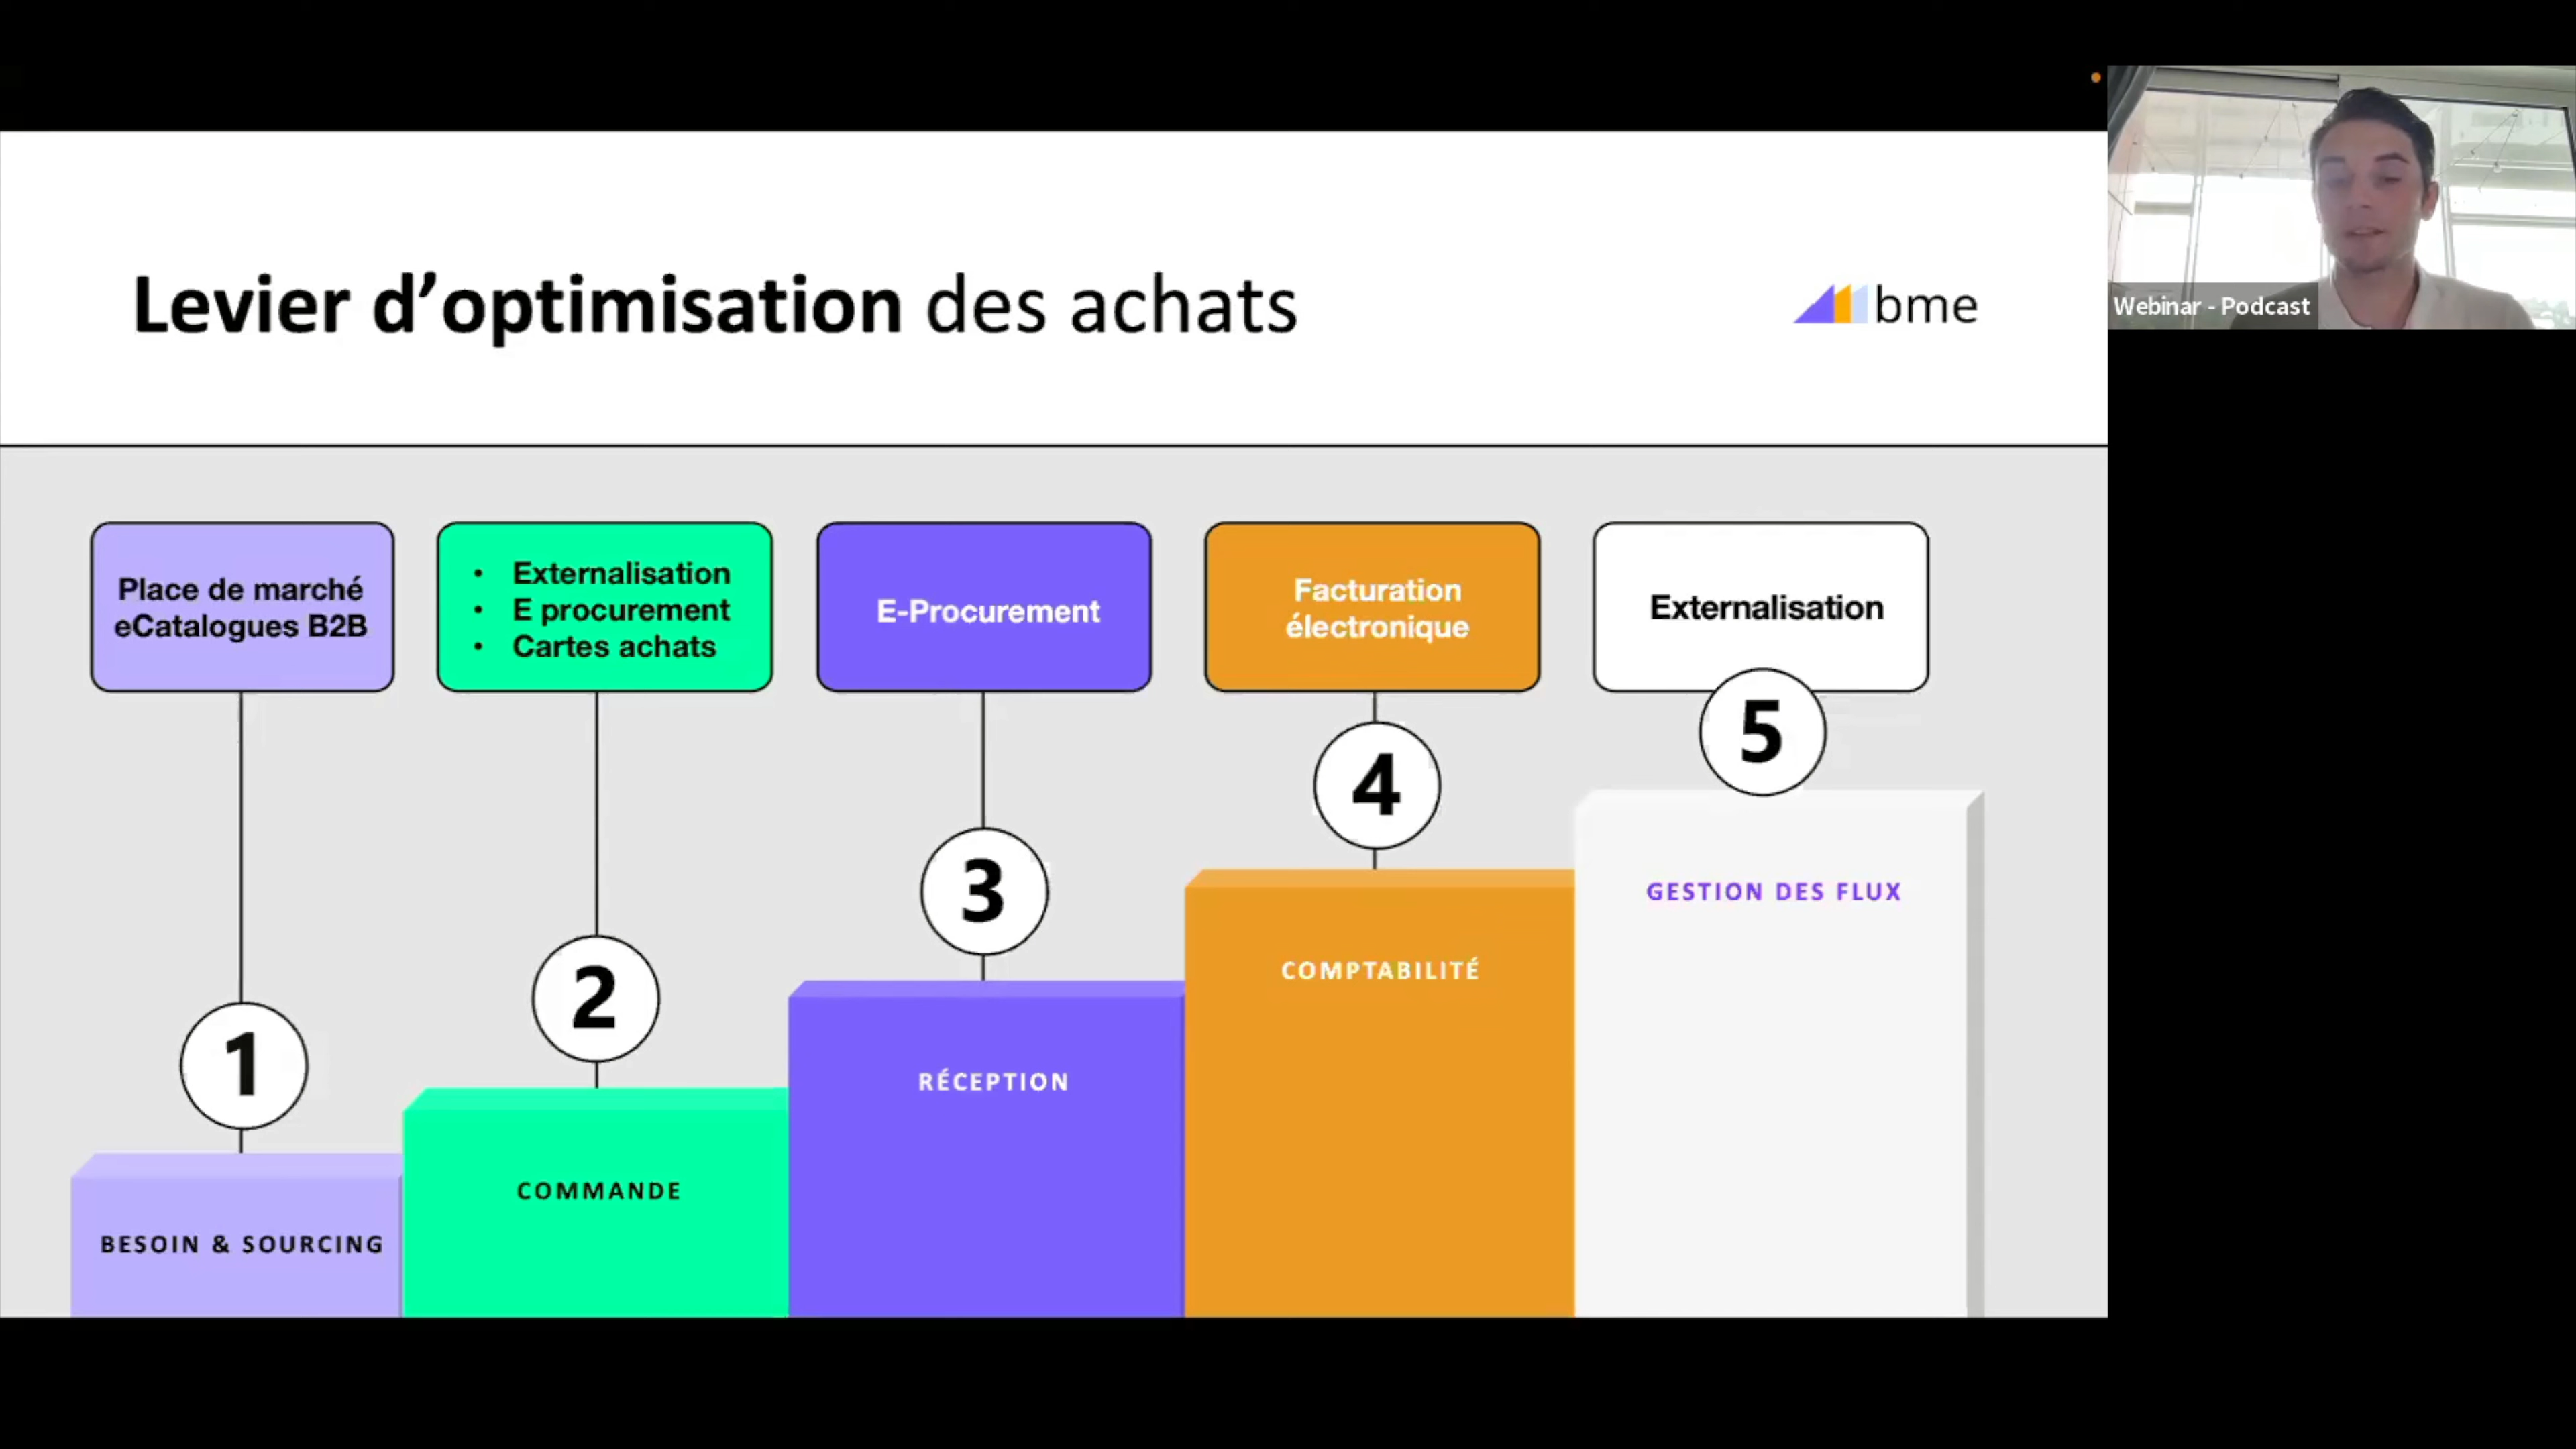 Levier d’optimisation des achats
bme
Webinar - Podcast
Place de marché
eCatalogues B2B
• Externalisation
• E procurement
• Cartes achats
E-Procurement
Facturation
électronique
Externalisation
5
4
3
2
1
GESTION DES FLUX
COMPTABILITÉ
RÉCEPTION
COMMANDE
BESOIN & SOURCING